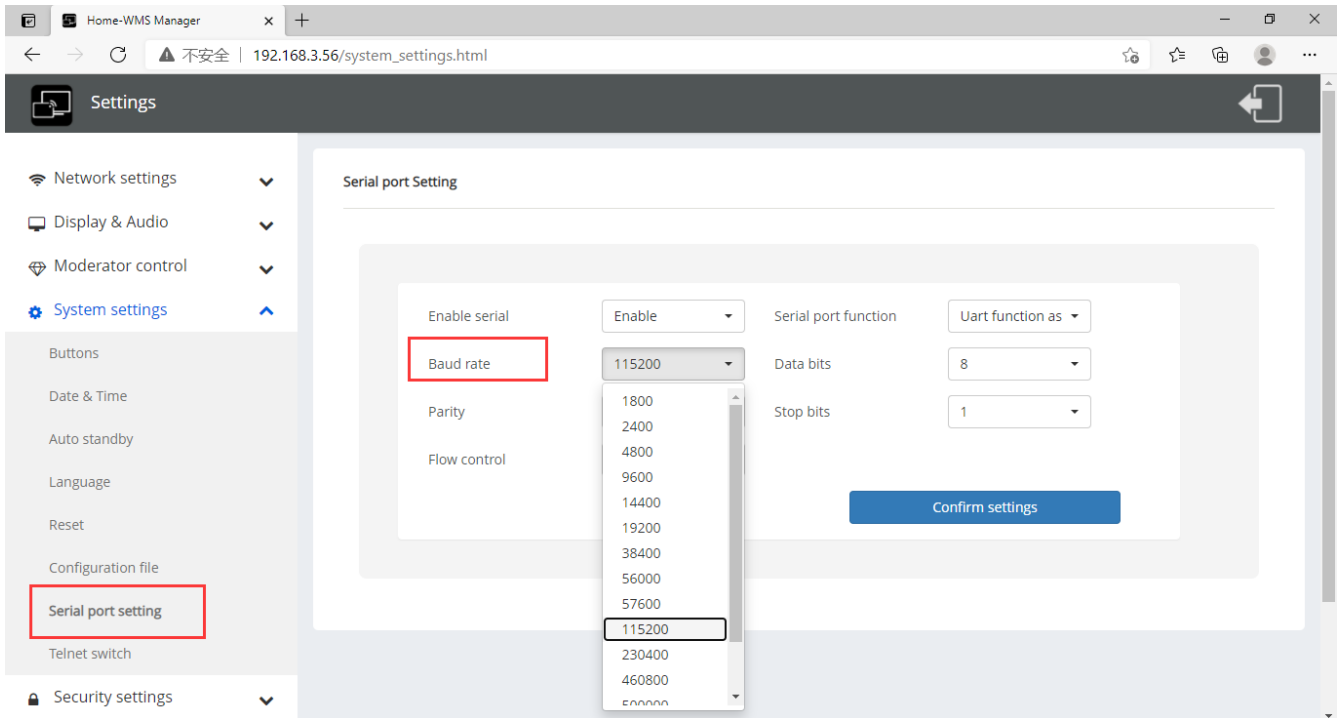 Home-WMS Manager
不安全 192.168.3.56/system_settings.html
Settings
Network settings
Display & Audio
Moderator control
System settings
Buttons
Date & Time
Auto standby
Language
Reset
Configuration file
Serial port setting
Telnet switch
Security settings
Serial port Setting
Enable serial Enable Serial port function Uart function as
Baud rate 115200 Data bits 8
Parity Stop bits 1
Flow control
1800
2400
4800
9600
14400
19200
38400
56000
57600
115200
230400
460800
500000
Confirm settings